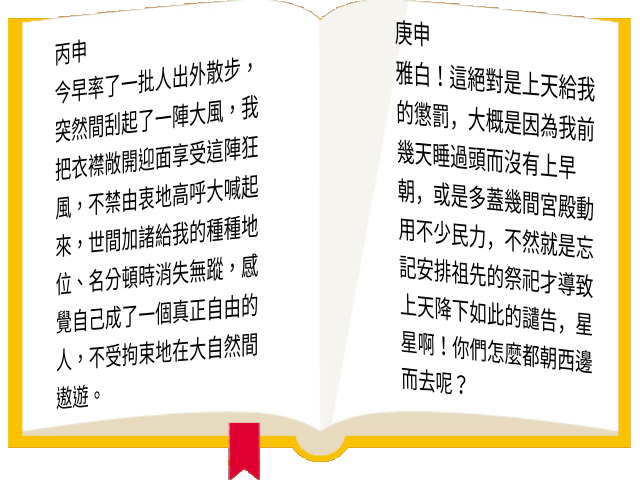 丙申
今早率了一批人出外散步，
突然間刮起了一陣大風，我
把衣襟敞開迎面享受這陣狂
風，不禁由衷地高呼大喊起
來，世間加諸給我的種種地
位、名分頓時消失無蹤，感
覺自己成了一個真正自由的
人，不受拘束地在大自然間
遨遊。
庚申
雅白！這絕對是上天給我
的懲罰，大概是因為我前
幾天睡過頭而沒有上早
朝，或是多蓋幾間宮殿動
用不少民力，不然就是忘
記安排祖先的祭祀才導致
上天降下如此的譴告，星
星啊！你們怎麼都朝西邊
而去呢？